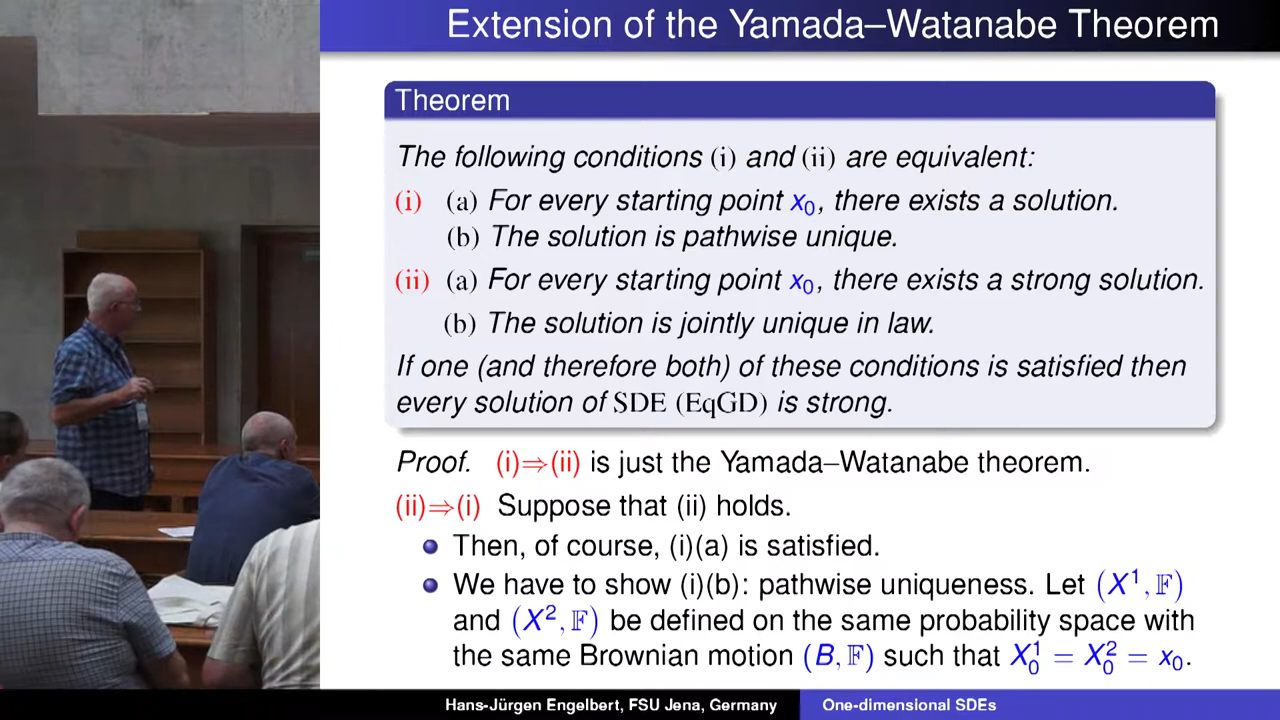 Extension of the Yamada–Watanabe Theorem
Theorem
The following conditions (i) and (ii) are equivalent:
(i) (a) For every starting point x₀, there exists a solution.
(b) The solution is pathwise unique.
(ii) (a) For every starting point x₀, there exists a strong solution.
(b) The solution is jointly unique in law.
If one (and therefore both) of these conditions is satisfied then
every solution of SDE (EqGD) is strong.
Proof. (i)⇒(ii) is just the Yamada–Watanabe theorem.
(ii)⇒(i) Suppose that (ii) holds.
Then, of course, (i)(a) is satisfied.
We have to show (i)(b): pathwise uniqueness. Let (X¹, 𝔽)
and (X², 𝔽) be defined on the same probability space with
the same Brownian motion (B, 𝔽) such that X₀¹ = X₀² = x₀.
Hans-Jürgen Engelbert, FSU Jena, Germany
One-dimensional SDEs